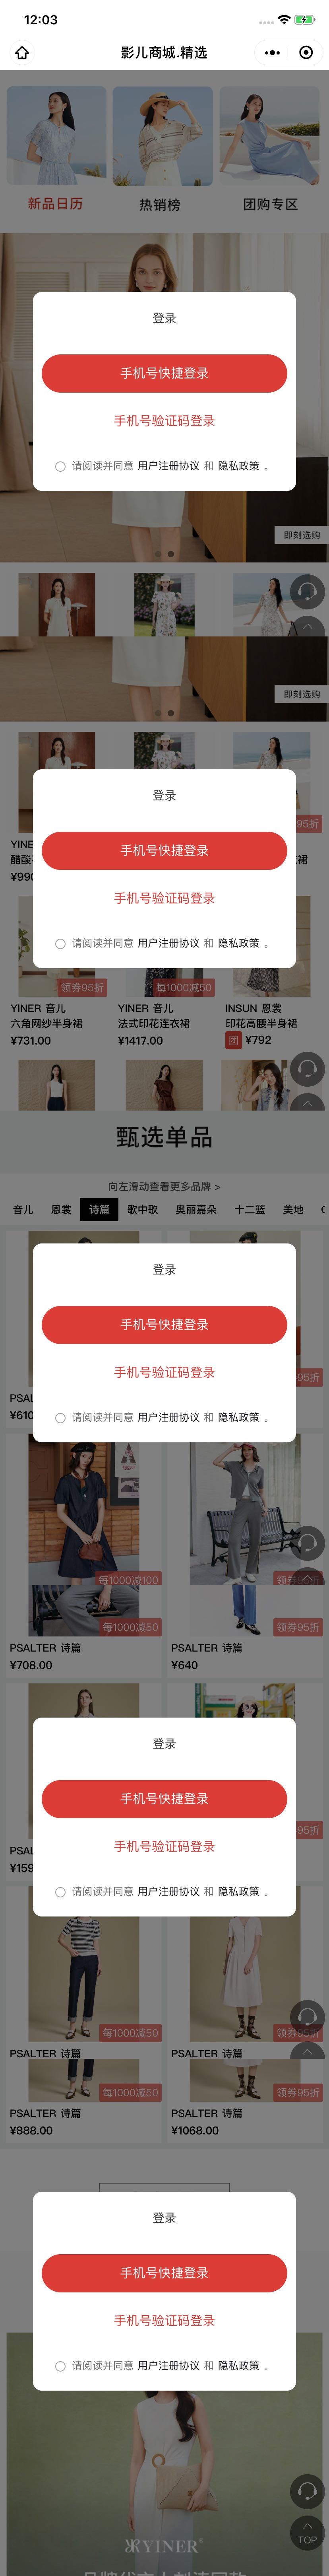 12:03
影儿商城.精选
新品日历
热销榜
团购专区
登录
手机号快捷登录
手机号验证码登录
请阅读并同意 用户注册协议 和 隐私政策 。
即刻选购
即刻选购
95折
YINE
醋酸
裙
¥990
登录
手机号快捷登录
手机号验证码登录
请阅读并同意 用户注册协议 和 隐私政策 。
领券95折
每1000减50
YINER 音儿
YINER 音儿
INSUN 恩裳
六角网纱半身裙
法式印花连衣裙
印花高腰半身裙
¥731.00
¥1417.00
团 ¥792
甄选单品
向左滑动查看更多品牌 >
音儿
恩裳
诗篇
歌中歌
奥丽嘉朵
十二篮
美地
登录
手机号快捷登录
手机号验证码登录
请阅读并同意 用户注册协议 和 隐私政策 。
95折
PSAL
¥610
每1000减100
领券95折
每1000减50
领券95折
PSALTER 诗篇
PSALTER 诗篇
¥708.00
¥640
登录
手机号快捷登录
手机号验证码登录
请阅读并同意 用户注册协议 和 隐私政策 。
95折
PSAL
¥159
每1000减50
领券95折
PSALTER 诗篇
PSALTER 诗篇
每1000减50
领券95折
PSALTER 诗篇
PSALTER 诗篇
¥888.00
¥1068.00
登录
手机号快捷登录
手机号验证码登录
请阅读并同意 用户注册协议 和 隐私政策 。
TOP
YINER®